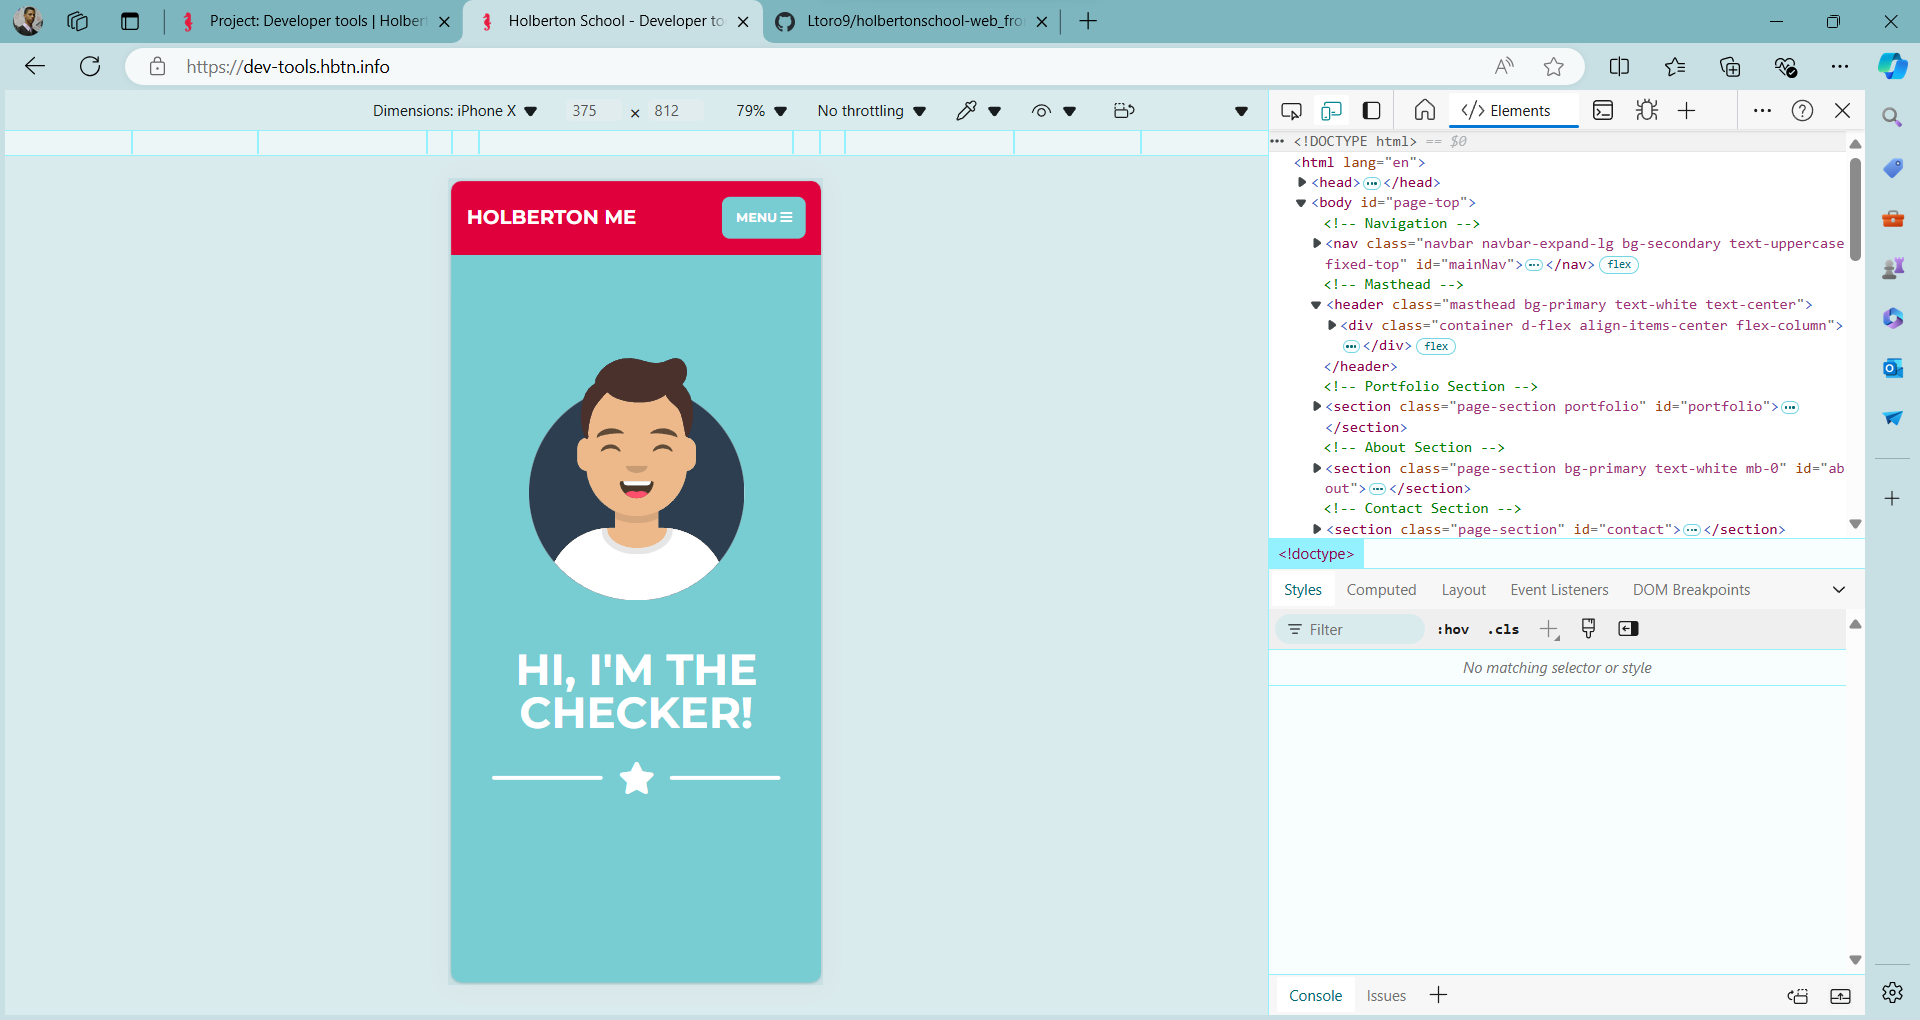 Project: Developer tools | Holbert
Holberton School - Developer to
Ltoro9/holbertonschool-web_fro
https://dev-tools.hbtn.info
Dimensions: iPhone X 375 x 812 79% No throttling
HOLBERTON ME
MENU
HI, I'M THE
CHECKER!
Elements
<!DOCTYPE html> == $0
<html lang="en">
<head>…</head>
<body id="page-top">
<!-- Navigation -->
<nav class="navbar navbar-expand-lg bg-secondary text-uppercase
fixed-top" id="mainNav">…</nav> flex
<!-- Masthead -->
<header class="masthead bg-primary text-white text-center">
<div class="container d-flex align-items-center flex-column">
…</div> flex
</header>
<!-- Portfolio Section -->
<section class="page-section portfolio" id="portfolio">…
</section>
<!-- About Section -->
<section class="page-section bg-primary text-white mb-0" id="ab
out">…</section>
<!-- Contact Section -->
<section class="page-section" id="contact">…</section>
<!doctype>
Styles Computed Layout Event Listeners DOM Breakpoints
Filter :hov .cls
No matching selector or style
Console Issues